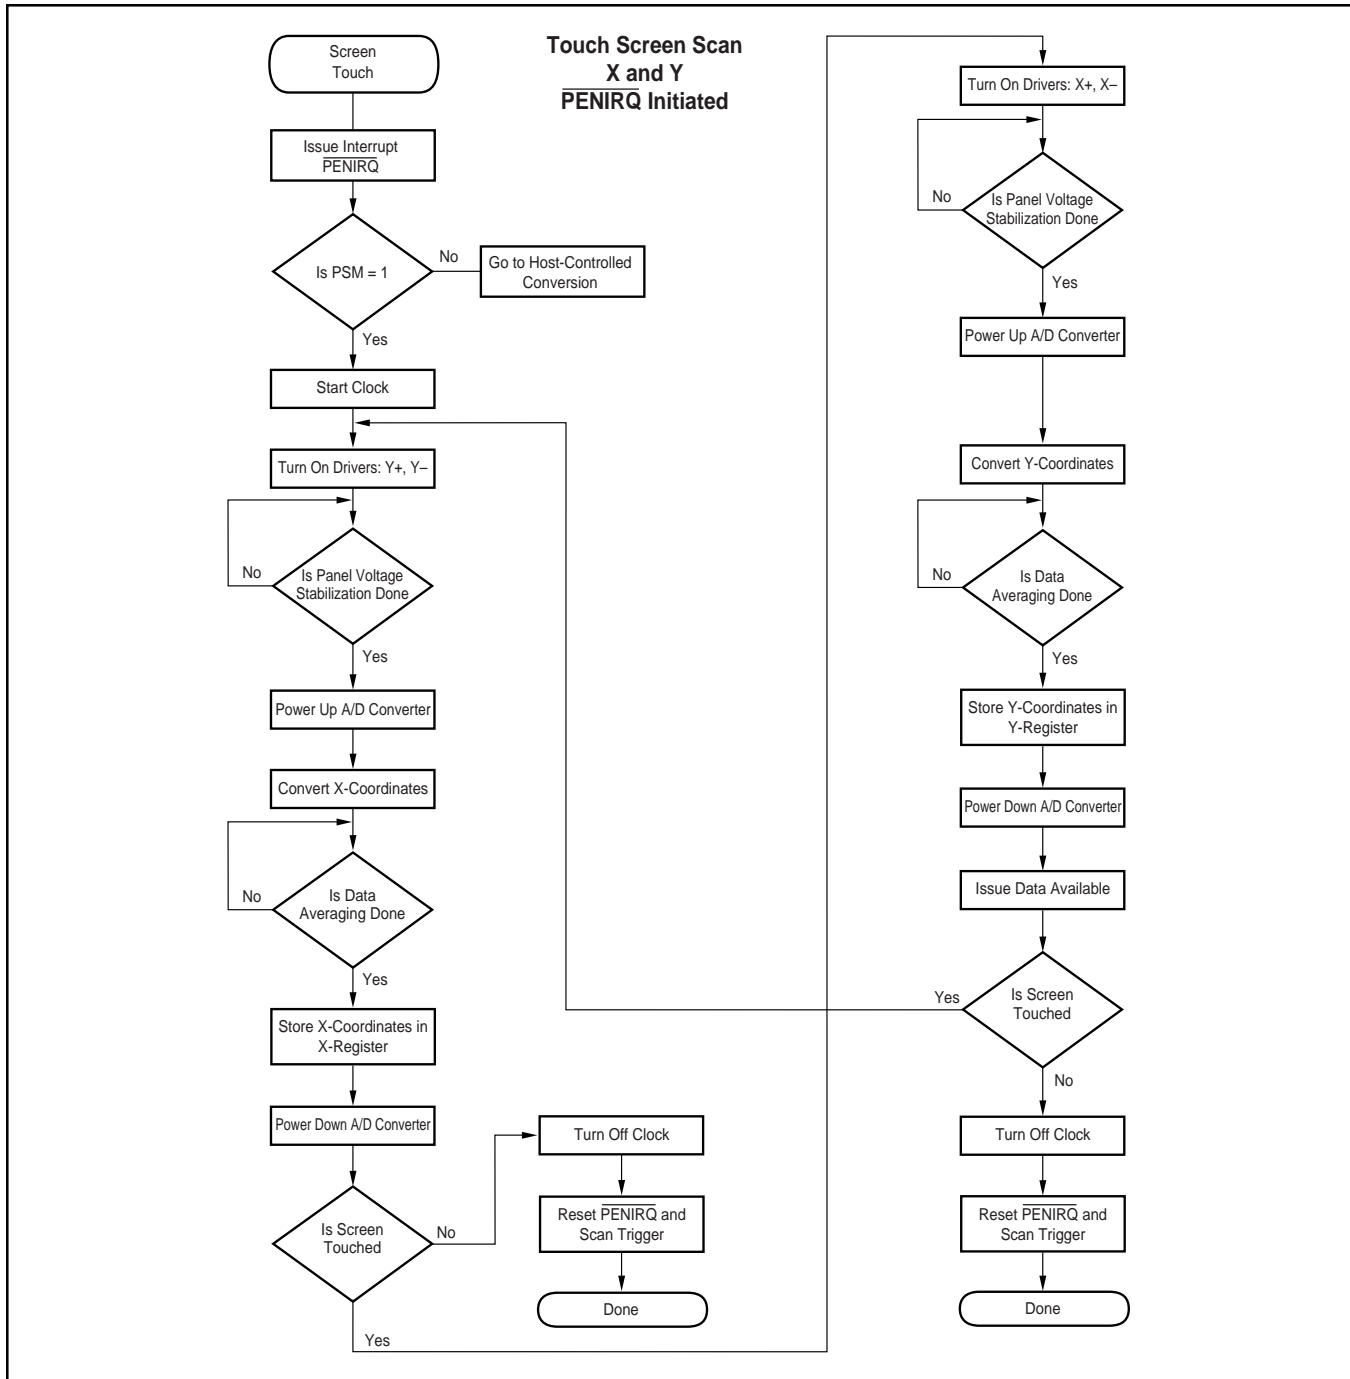 Touch Screen Scan
X and Y
PENIRQ Initiated
Screen
Touch
Issue Interrupt
PENIRQ
Is PSM = 1
No
Go to Host-Controlled
Conversion
Yes
Start Clock
Turn On Drivers: Y+, Y–
Is Panel Voltage
Stabilization Done
No
Yes
Power Up A/D Converter
Convert X-Coordinates
Is Data
Averaging Done
No
Yes
Store X-Coordinates in
X-Register
Power Down A/D Converter
Is Screen
Touched
No
Turn Off Clock
Reset PENIRQ and
Scan Trigger
Done
Yes
Turn On Drivers: X+, X–
Is Panel Voltage
Stabilization Done
No
Yes
Power Up A/D Converter
Convert Y-Coordinates
Is Data
Averaging Done
No
Yes
Store Y-Coordinates in
Y-Register
Power Down A/D Converter
Issue Data Available
Is Screen
Touched
Yes
No
Turn Off Clock
Reset PENIRQ and
Scan Trigger
Done